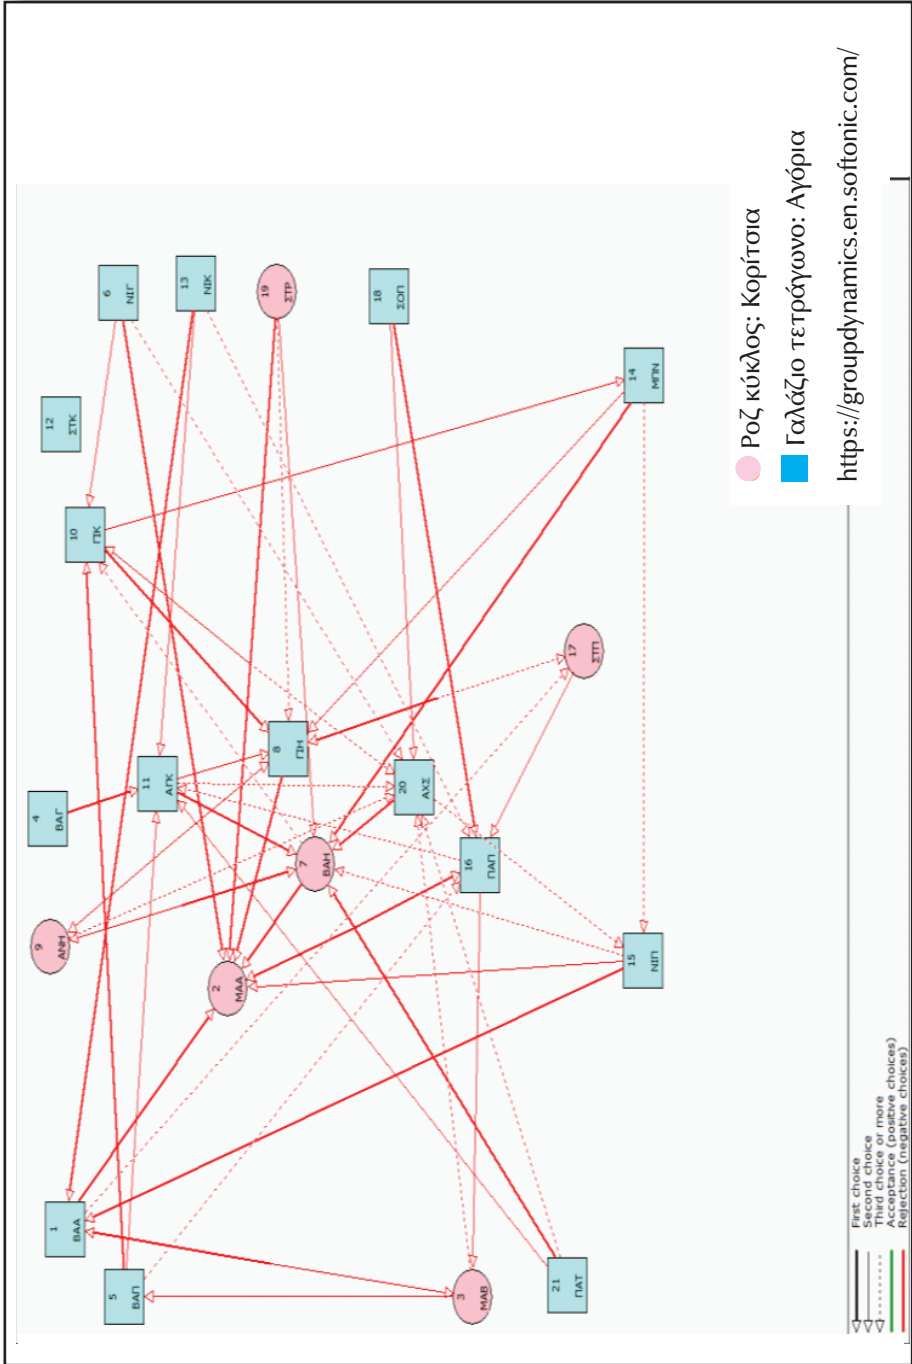 6
ΝΙΓ
13
ΝΙΚ
19
ΣΤΡ
18
ΣΟΠ
12
ΣΤΚ
14
ΜΠΝ
10
ΓΙΚ
17
ΣΤΠ
8
ΓΙΗ
4
ΒΑΓ
11
ΑΓΚ
20
ΑΧΣ
7
ΒΑΗ
16
ΠΑΠ
9
ΑΝΗ
2
ΜΑΑ
15
ΝΙΠ
1
ΒΑΑ
5
ΒΑΠ
3
ΜΑΒ
21
ΠΑΤ
First choice
Second choice
Third choice or more
Acceptance (positive choices)
Rejection (negative choices)
Ροζ κύκλος: Κορίτσια
Γαλάζιο τετράγωνο: Αγόρια
https://groupdynamics.en.softonic.com/